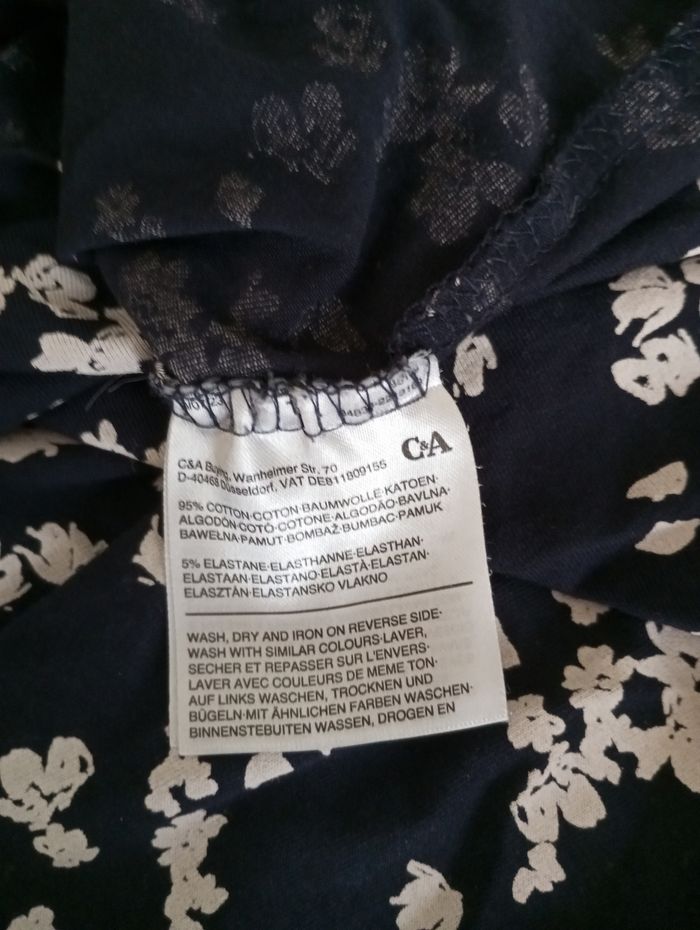 C&A
C&A Buying, Wanheimer Str. 70
D-40468 Düsseldorf, VAT DE811809155
95% COTTON·COTON·BAUMWOLLE·KATOEN·
ALGODÓN·COTÓ·COTONE·ALGODÃO·BAVLNA·
BAWEŁNA·PAMUT·BOMBAŽ·BUMBAC·PAMUK
5% ELASTANE·ELASTHANNE·ELASTHAN·
ELASTAAN·ELASTANO·ELASTÀ·ELASTAN·
ELASZTÁN·ELASTANSKO VLAKNO
WASH, DRY AND IRON ON REVERSE SIDE·
WASH WITH SIMILAR COLOURS·LAVER,
SECHER ET REPASSER SUR L'ENVERS·
LAVER AVEC COULEURS DE MEME TON·
AUF LINKS WASCHEN, TROCKNEN UND
BÜGELN·MIT ÄHNLICHEN FARBEN WASCHEN·
BINNENSTEBUITEN WASSEN, DROGEN EN